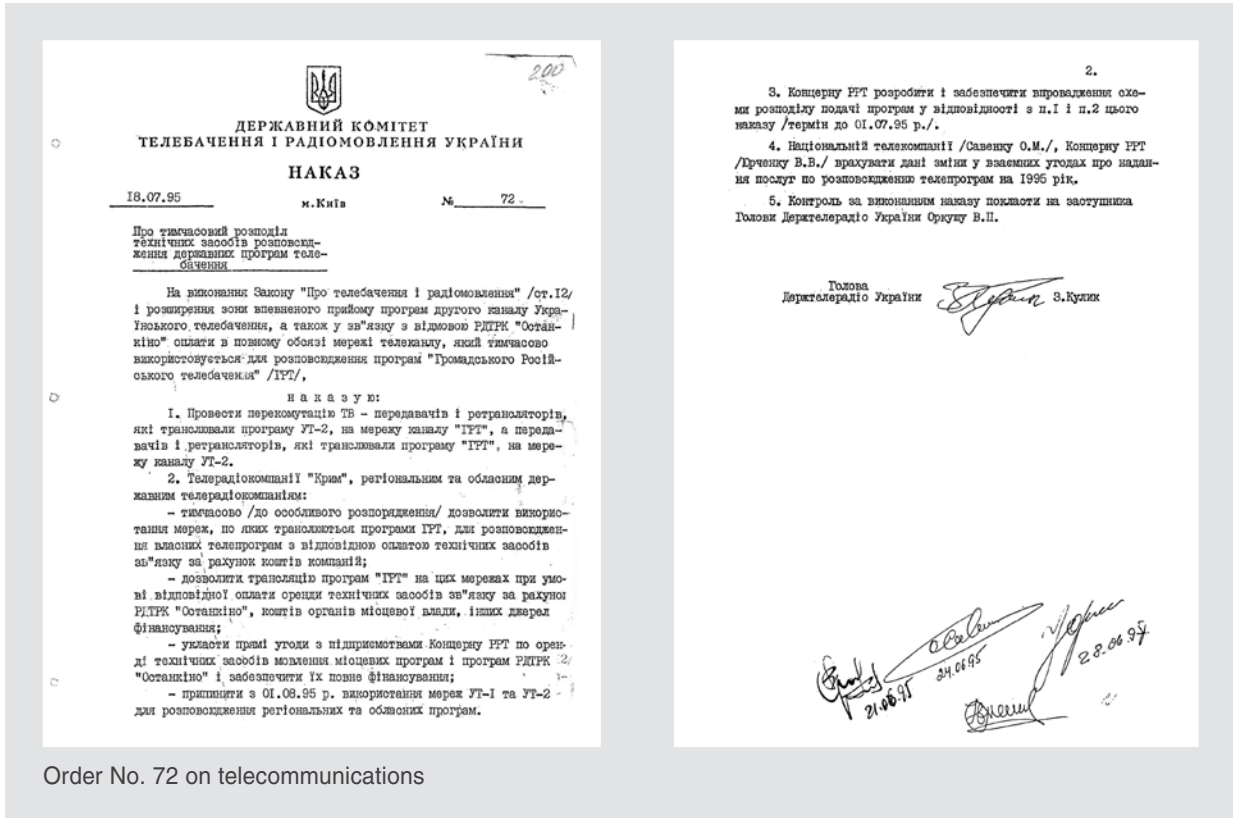 200
ДЕРЖАВНИЙ КОМІТЕТ
ТЕЛЕБАЧЕННЯ І РАДІОМОВЛЕННЯ УКРАЇНИ
НАКАЗ
18.07.95 м.Київ № 72
Про тимчасовий розподіл
технічних засобів розповсюд-
ження державних програм теле-
бачення
На виконання Закону "Про телебачення і радіомовлення" /ст.12/
і розширення зони впевненого прийому програм другого каналу Укра-
їнського телебачення, а також у зв"язку з відмовою РДТРК "Остан-
кіно" оплати в повному обсязі мережі телеканлу, який тимчасово
використовується для розповсюдження програм "Громадського Росій-
ського телебачення" /ГРТ/,
н а к а з у ю:
I. Провести перекомутацію ТВ - передавачів і ретрансляторів,
які транслювали програму УТ-2, на мережу каналу "ГРТ", а переда-
вачів і ретрансляторів, які транслювали програму "ГРТ", на мере-
жу каналу УТ-2.
2. Телерадіокомпанії "Крим", регіональним та обласним дер-
жавним телерадіокомпаніям:
- тимчасово /до особливого розпорядження/ дозволити викорис-
тання мереж, по яких транслюються програми ГРТ, для розповсюджен-
ня власних телепрограм з відповідною оплатою технічних засобів
зь"язку за рахунок коштів компаній;
- дозволити трансляцію програм "ГРТ" на цих мережах при умо-
ві відповідної оплати оренди технічних засобів зв"язку за рахунок
РДТРК "Останкіно", коштів органів місцевої влади, інших джерел
фінансування;
- укласти прямі угоди з підприємствами Концерну РРТ по орен-
ді технічних засобів мовлення місцевих програм і програм РДТРК
"Останкіно" і забезпечити їх повне фінансування;
- припинити з 01.08.95 р. використання мереж УТ-I та УТ-2
для розповсюдження регіональних та обласних програм.
2.
3. Концерну РРТ розробити і забезпечити впровадження схе-
ми розподілу подачі програм у відповідності з п.I і п.2 цього
наказу /термін до 01.07.95 р./.
4. Національній телекомпанії /Савенку О.М./, Концерну РРТ
/Юрченку В.В./ врахувати дані зміни у взаємних угодах про надан-
ня послуг по розповсюдженню телепрограм на 1995 рік.
5. Контроль за виконанням наказу покласти на заступника
Голови Держтелерадіо України Оркушу В.П.
Голова
Держтелерадіо України З.Кулик
21.06.95
24.06.95
28.06.95.
Order No. 72 on telecommunications